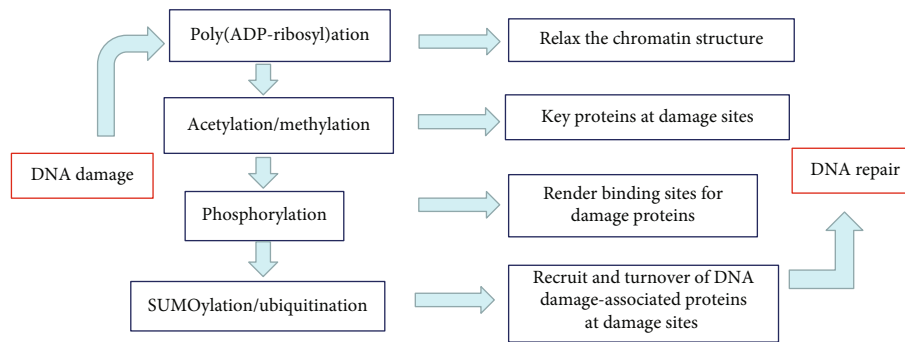 Poly(ADP-ribosyl)ation
Relax the chromatin structure
Acetylation/methylation
Key proteins at damage sites
DNA damage
DNA repair
Phosphorylation
Render binding sites for
damage proteins
SUMOylation/ubiquitination
Recruit and turnover of DNA
damage-associated proteins
at damage sites